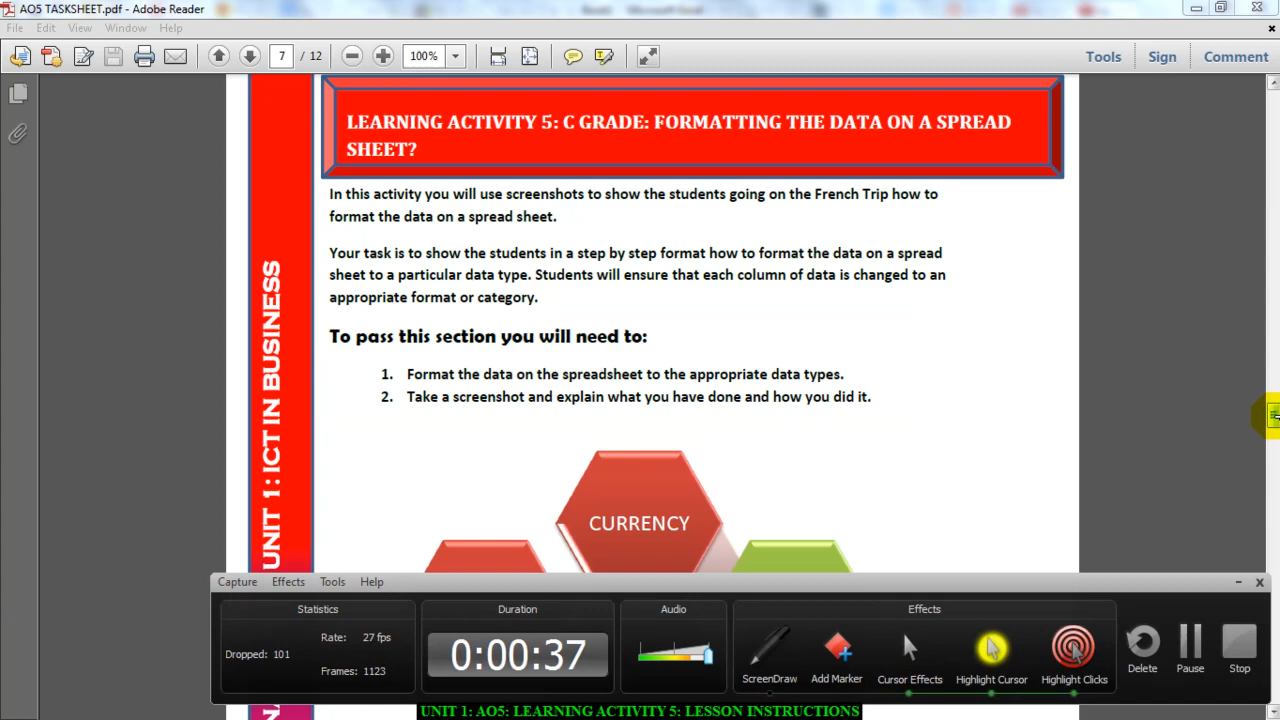 AO5 TASKSHEET.pdf - Adobe Reader
File Edit View Window Help
7 / 12 100% Tools Sign Comment
LEARNING ACTIVITY 5: C GRADE: FORMATTING THE DATA ON A SPREAD
SHEET?
In this activity you will use screenshots to show the students going on the French Trip how to
format the data on a spread sheet.
Your task is to show the students in a step by step format how to format the data on a spread
sheet to a particular data type. Students will ensure that each column of data is changed to an
appropriate format or category.
To pass this section you will need to:
1. Format the data on the spreadsheet to the appropriate data types.
2. Take a screenshot and explain what you have done and how you did it.
UNIT 1: ICT IN BUSINESS
CURRENCY
Capture Effects Tools Help
Statistics Duration Audio Effects
Rate: 27 fps
Dropped: 101
Frames: 1123
0:00:37
ScreenDraw Add Marker Cursor Effects Highlight Cursor Highlight Clicks Delete Pause Stop
UNIT 1: AO5: LEARNING ACTIVITY 5: LESSON INSTRUCTIONS